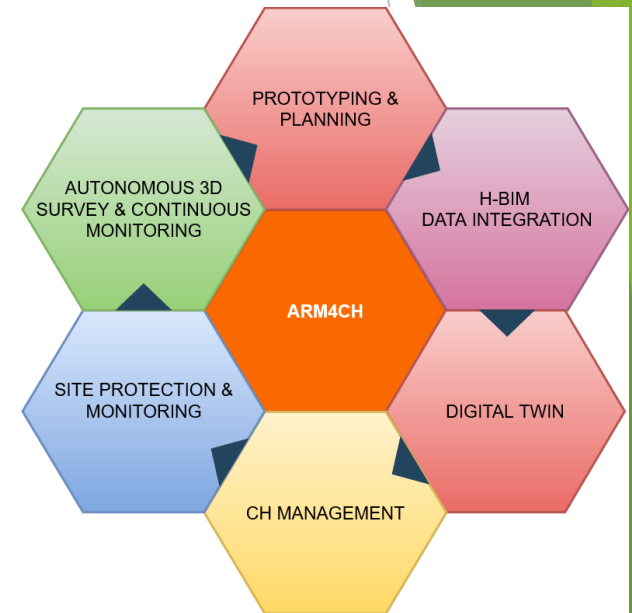 PROTOTYPING &
PLANNING
H-BIM
DATA INTEGRATION
AUTONOMOUS 3D
SURVEY & CONTINUOUS
MONITORING
ARM4CH
SITE PROTECTION &
MONITORING
DIGITAL TWIN
CH MANAGEMENT